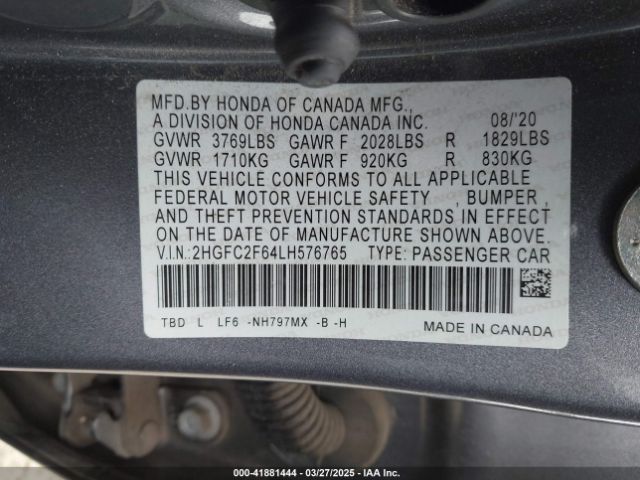 MFD.BY HONDA OF CANADA MFG.,
A DIVISION OF HONDA CANADA INC. 08/'20
GVWR 3769LBS GAWR F 2028LBS R 1829LBS
GVWR 1710KG GAWR F 920KG R 830KG
THIS VEHICLE CONFORMS TO ALL APPLICABLE
FEDERAL MOTOR VEHICLE SAFETY , BUMPER ,
AND THEFT PREVENTION STANDARDS IN EFFECT
ON THE DATE OF MANUFACTURE SHOWN ABOVE.
V.I.N.: 2HGFC2F64LH576765 TYPE: PASSENGER CAR
TBD L LF6 -NH797MX -B -H
MADE IN CANADA
000-41881444 | 03/27/2025 | IAA Inc.